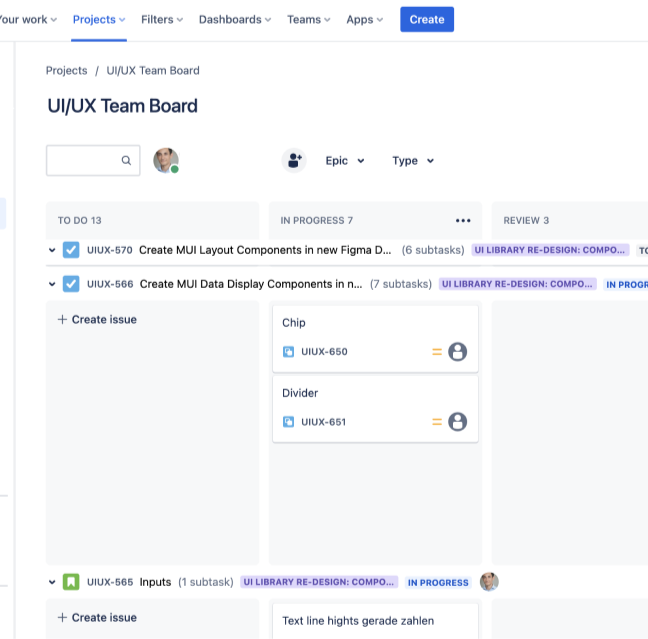 Your work Projects Filters Dashboards Teams Apps Create
Projects / UI/UX Team Board
UI/UX Team Board
Epic Type
TO DO 13 IN PROGRESS 7 REVIEW 3
UIUX-570 Create MUI Layout Components in new Figma D... (6 subtasks) UI LIBRARY RE-DESIGN: COMPO... TO
UIUX-566 Create MUI Data Display Components in n... (7 subtasks) UI LIBRARY RE-DESIGN: COMPO... IN PROGR
+ Create issue
Chip
UIUX-650
Divider
UIUX-651
UIUX-565 Inputs (1 subtask) UI LIBRARY RE-DESIGN: COMPO... IN PROGRESS
+ Create issue
Text line hights gerade zahlen